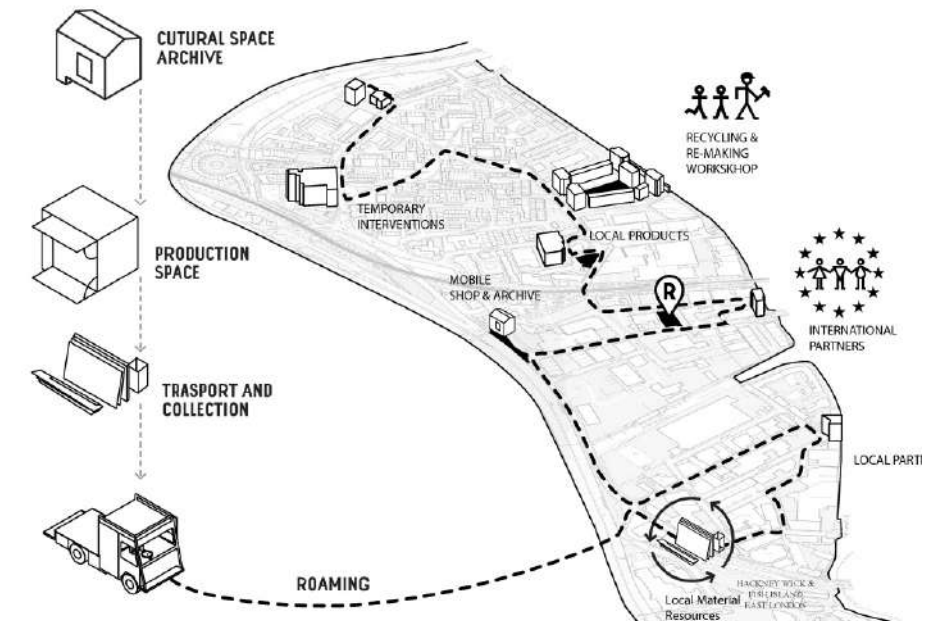 CUTURAL SPACE
ARCHIVE
PRODUCTION
SPACE
TRASPORT AND
COLLECTION
ROAMING
TEMPORARY
INTERVENTIONS
MOBILE
SHOP & ARCHIVE
LOCAL PRODUCTS
R
RECYCLING &
RE-MAKING
WORKSKHOP
INTERNATIONAL
PARTNERS
LOCAL PARTI
Local Material
Resources
HACKNEY WICK &
FISH ISLAND
EAST LONDON